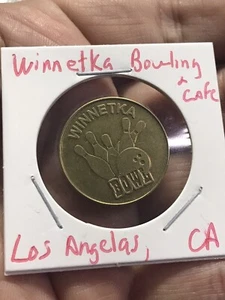 Winnetka Bowling
& CAFE
WINNETKA
BOWL
Los Angelas, CA